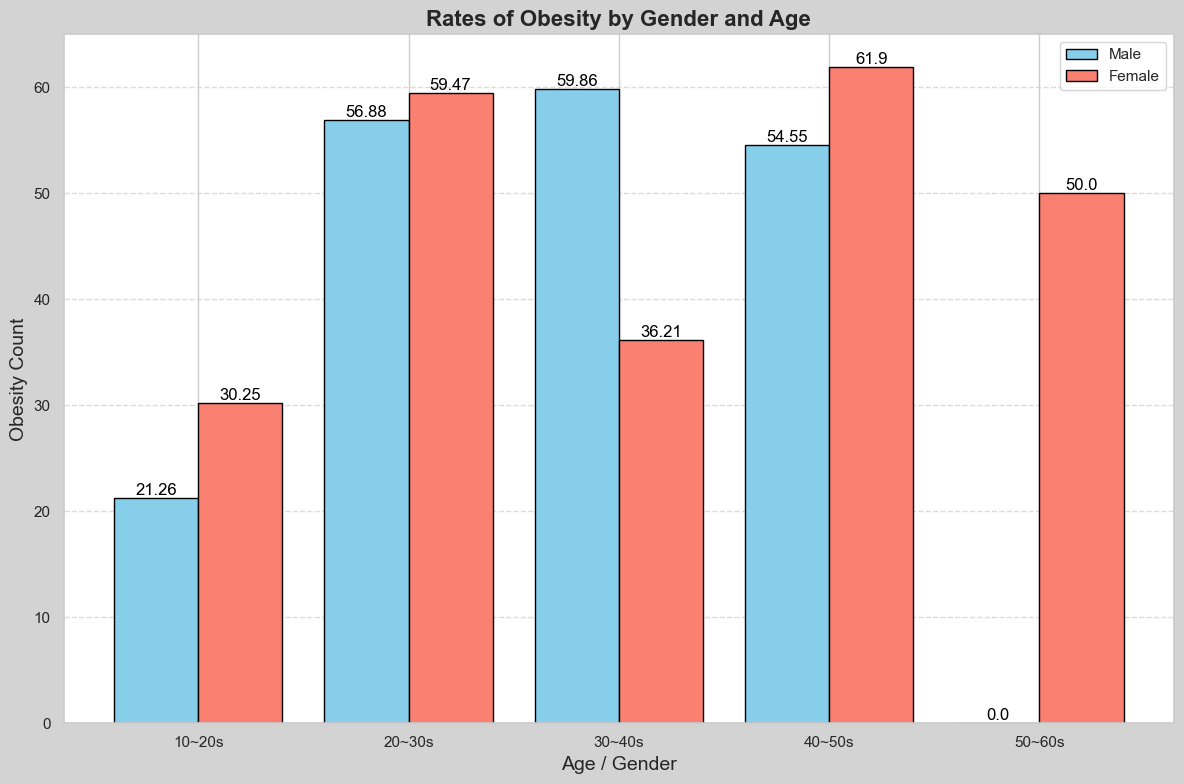 Rates of Obesity by Gender and Age
Male
Female
Obesity Count
60
50
40
30
20
10
0
21.26
30.25
56.88
59.47
59.86
36.21
54.55
61.9
0.0
50.0
10~20s
20~30s
30~40s
40~50s
50~60s
Age / Gender